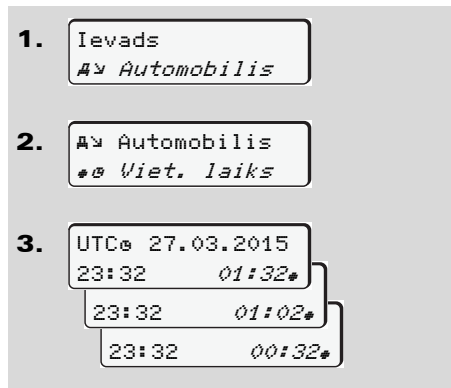 1. Ievads
Automobilis
2. Automobilis
Viet. laiks
3. UTC 27.03.2015
23:32 01:32
23:32 01:02
23:32 00:32